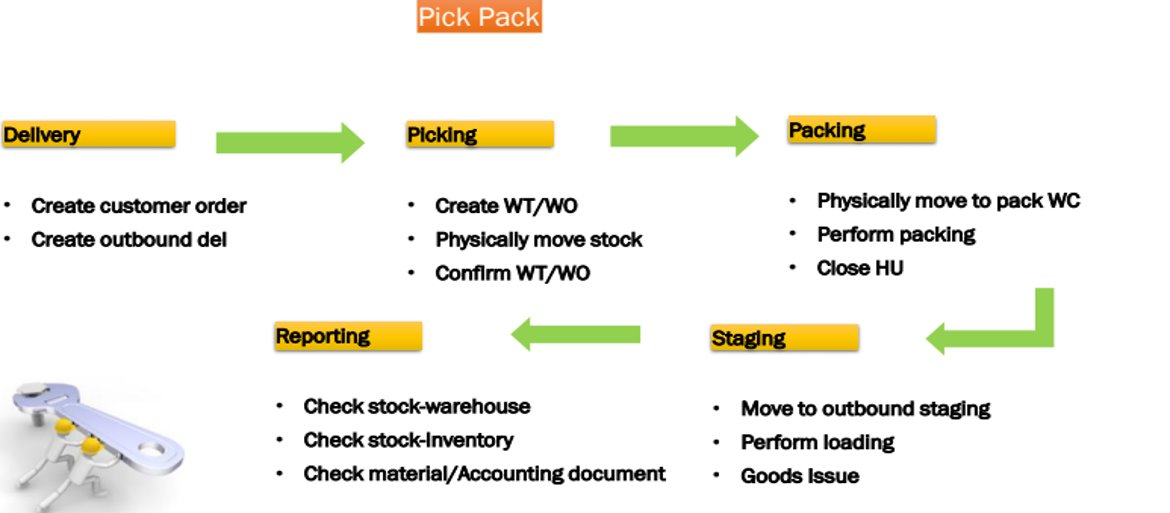 Pick Pack
Delivery
• Create customer order
• Create outbound del
Picking
• Create WT/WO
• Physically move stock
• Confirm WT/WO
Packing
• Physically move to pack WC
• Perform packing
• Close HU
Staging
• Move to outbound staging
• Perform loading
• Goods Issue
Reporting
• Check stock-warehouse
• Check stock-Inventory
• Check material/Accounting document